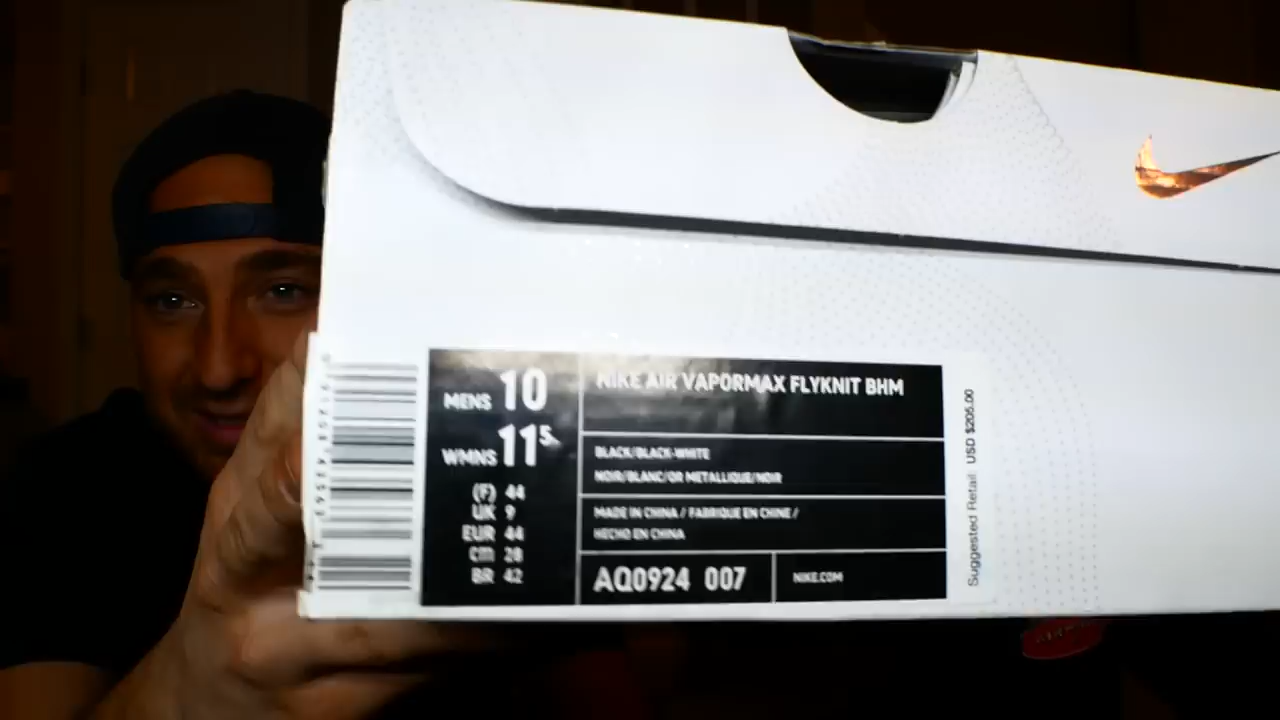 MENS 10
WMNS 11.5
(F) 44
UK 9
EUR 44
cm 28
BR 42
NIKE AIR VAPORMAX FLYKNIT BHM
BLACK/BLACK-WHITE
NOIR/BLANC/OR METALLIQUE/NOIR
MADE IN CHINA / FABRIQUE EN CHINE /
HECHO EN CHINA
AQ0924 007
NIKE.COM
Suggested Retail USD $205.00